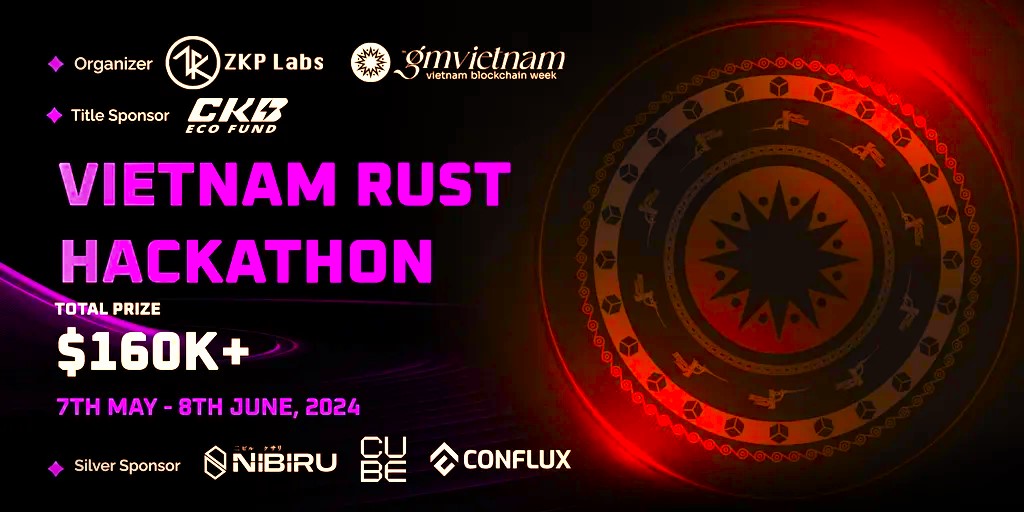 Organizer ZKP Labs gmvietnam
vietnam blockchain week
Title Sponsor CKB
ECO FUND
VIETNAM RUST
HACKATHON
TOTAL PRIZE
$160K+
7TH MAY - 8TH JUNE, 2024
Silver Sponsor NIBIRU CUBE CONFLUX